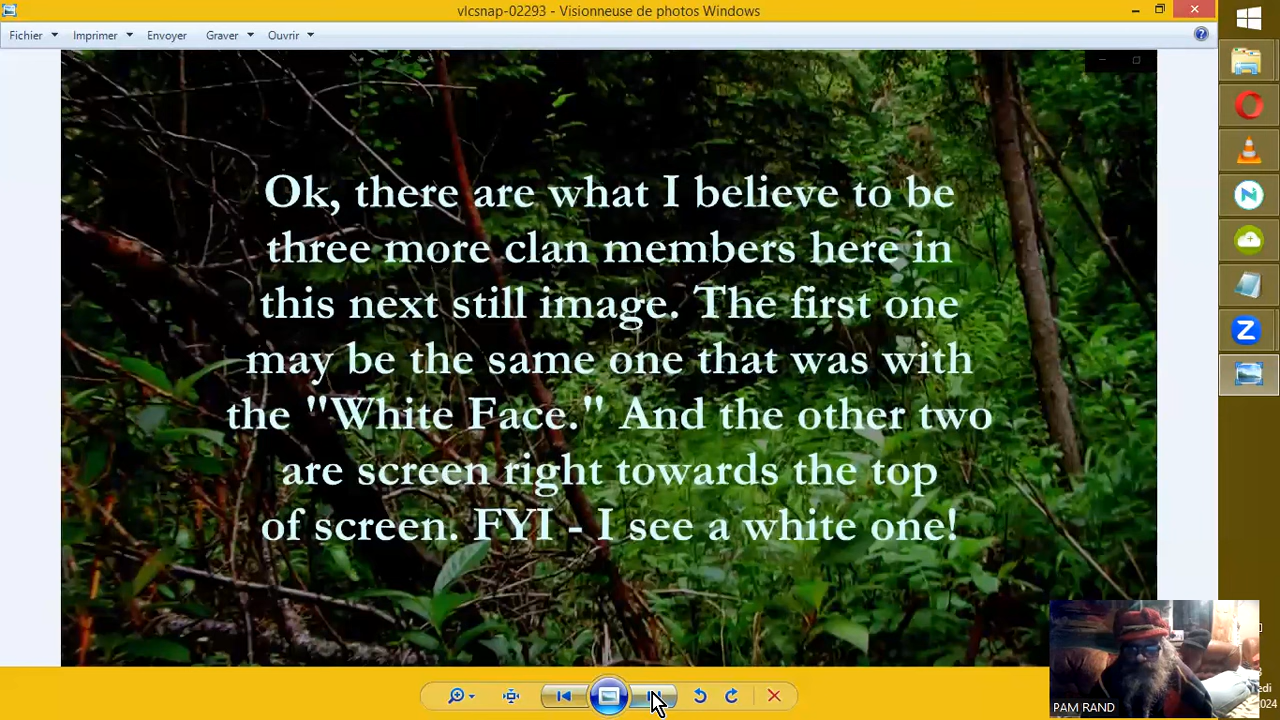 vlcsnap-02293 - Visionneuse de photos Windows
Fichier Imprimer Envoyer Graver Ouvrir
Ok, there are what I believe to be
three more clan members here in
this next still image. The first one
may be the same one that was with
the "White Face." And the other two
are screen right towards the top
of screen. FYI - I see a white one!
PAM RAND
edi
2024